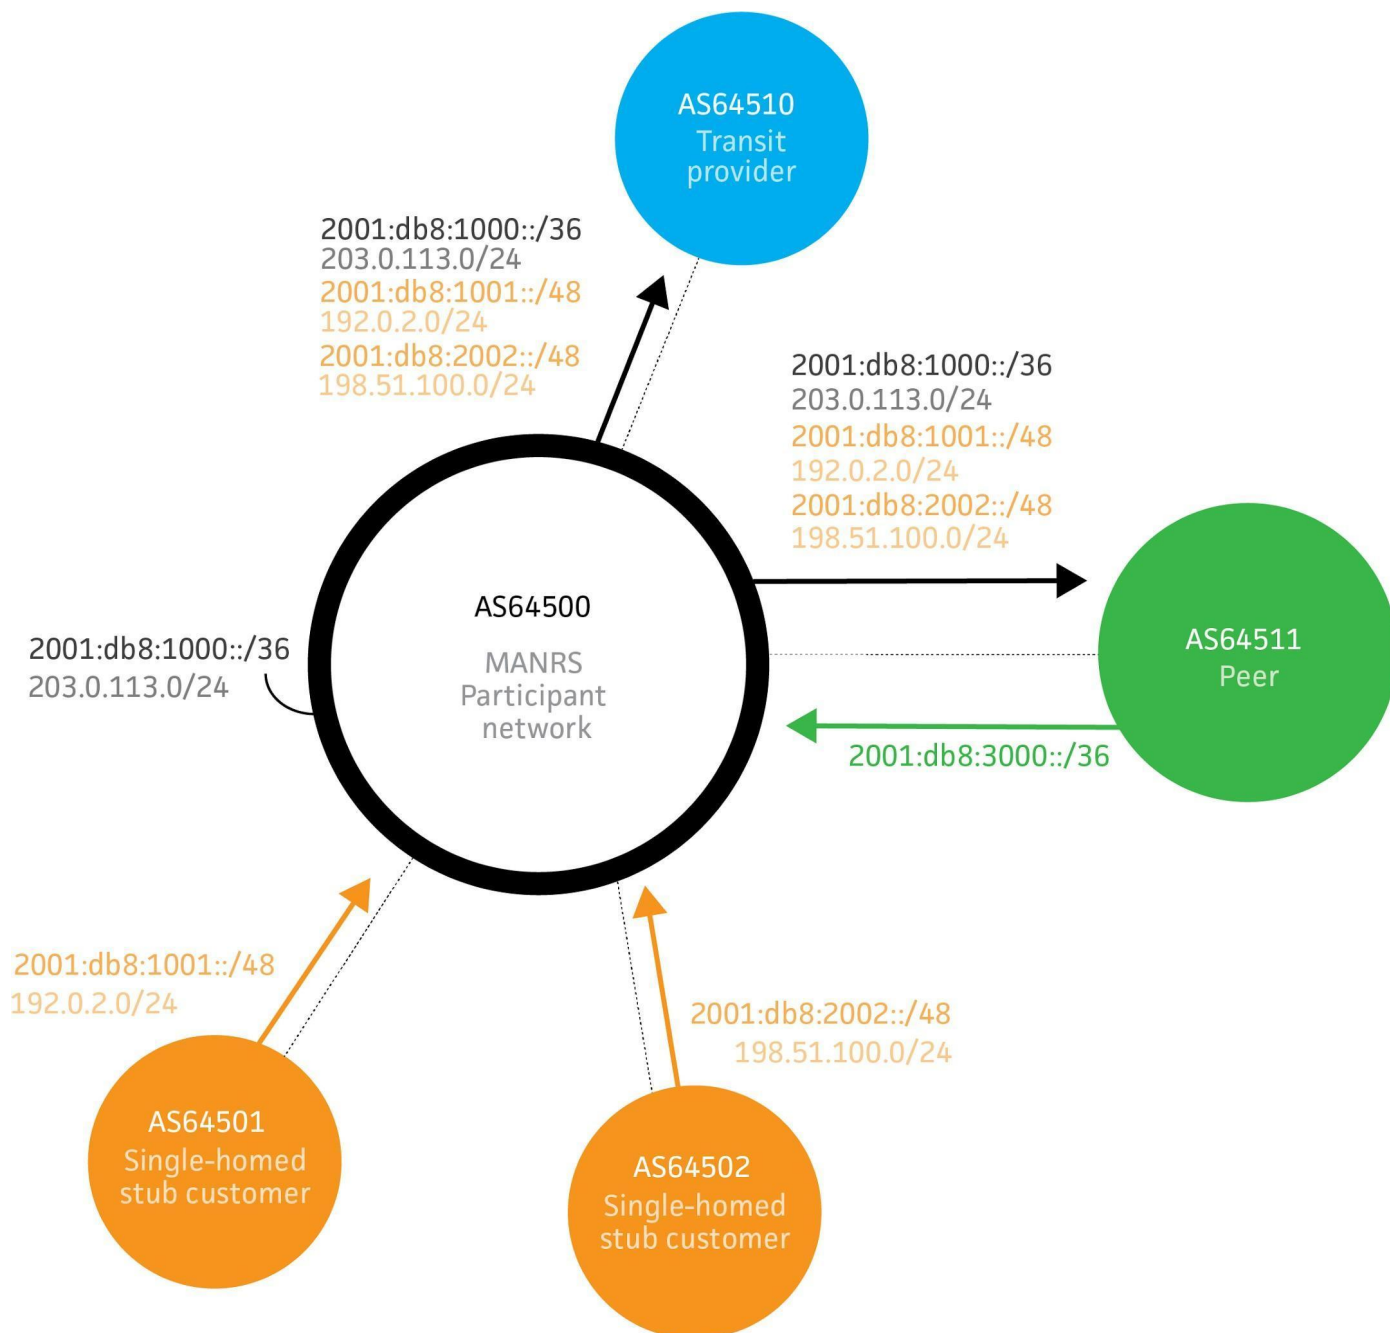 AS64510
Transit
provider
2001:db8:1000::/36
203.0.113.0/24
2001:db8:1001::/48
192.0.2.0/24
2001:db8:2002::/48
198.51.100.0/24
2001:db8:1000::/36
203.0.113.0/24
2001:db8:1001::/48
192.0.2.0/24
2001:db8:2002::/48
198.51.100.0/24
AS64500
MANRS
Participant
network
2001:db8:1000::/36
203.0.113.0/24
AS64511
Peer
2001:db8:3000::/36
2001:db8:1001::/48
192.0.2.0/24
2001:db8:2002::/48
198.51.100.0/24
AS64501
Single-homed
stub customer
AS64502
Single-homed
stub customer